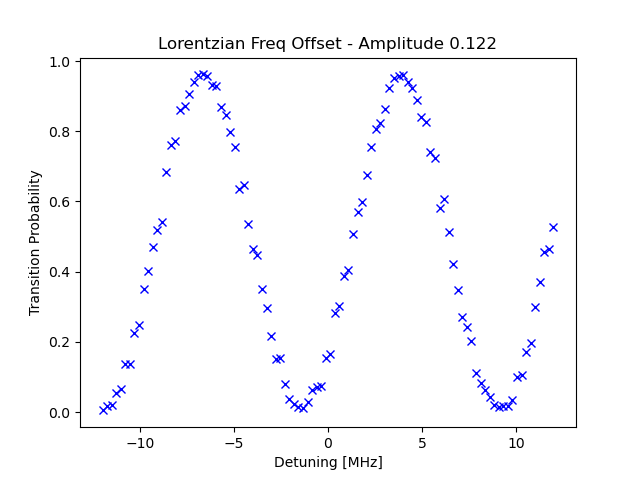 Lorentzian Freq Offset - Amplitude 0.122
Transition Probability
1.0
0.8
0.6
0.4
0.2
0.0
−10 −5 0 5 10
Detuning [MHz]